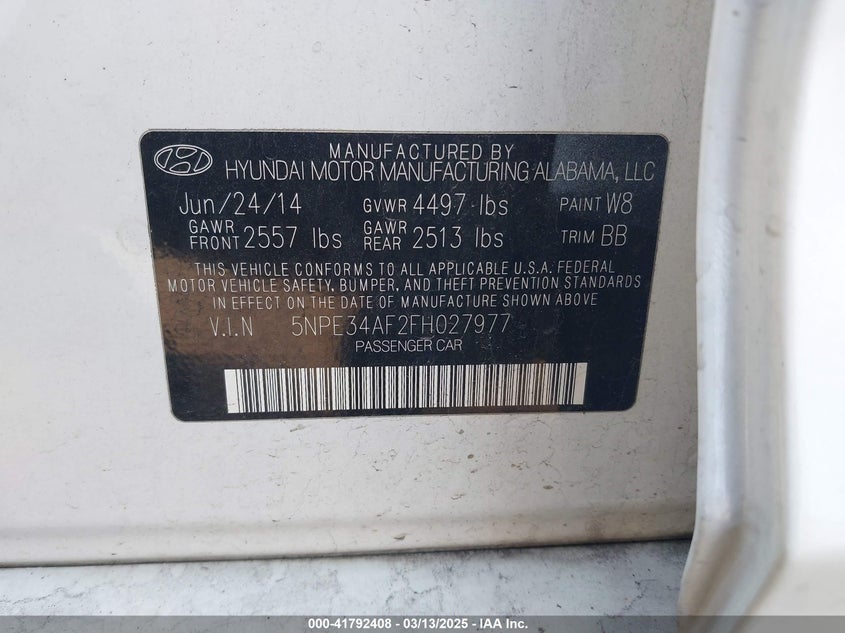 MANUFACTURED BY
HYUNDAI MOTOR MANUFACTURING ALABAMA, LLC
Jun/24/14 GVWR 4497 lbs PAINT W8
GAWR FRONT 2557 lbs GAWR REAR 2513 lbs TRIM BB
THIS VEHICLE CONFORMS TO ALL APPLICABLE U.S.A. FEDERAL
MOTOR VEHICLE SAFETY, BUMPER, AND THEFT PREVENTION STANDARDS
IN EFFECT ON THE DATE OF MANUFACTURE SHOWN ABOVE
V.I.N 5NPE34AF2FH027977
PASSENGER CAR
000-41792408 - 03/13/2025 - IAA Inc.